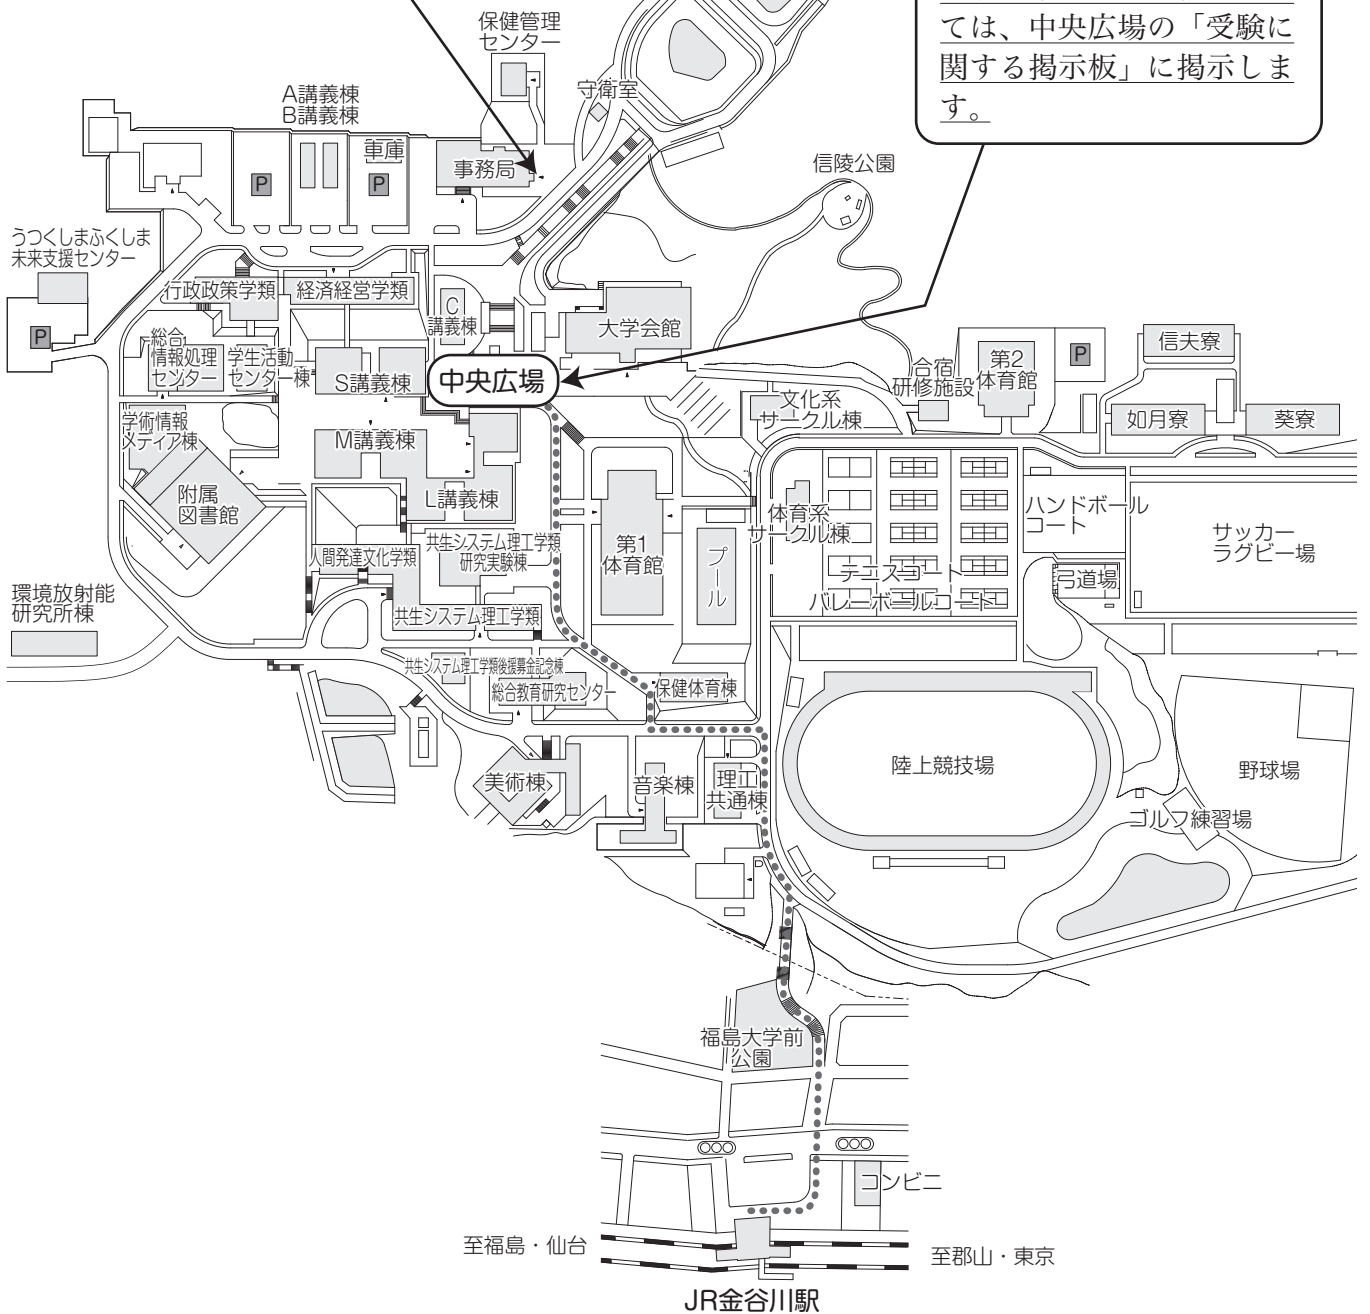 ては、中央広場の「受験に
関する掲示板」に掲示しま
す。
保健管理
センター
守衛室
A講義棟
B講義棟
車庫
事務局
P
P
信陵公園
うつくしまふくしま
未来支援センター
行政政策学類
経済経営学類
C
講義棟
大学会館
P
総合
情報処理
センター
学生活動
センター棟
S講義棟
中央広場
合宿
研修施設
第2
体育館
P
信夫寮
文化系
サークル棟
如月寮
葵寮
学術情報
メディア棟
M講義棟
附属
図書館
L講義棟
体育系
サークル棟
ハンドボール
コート
サッカー
ラグビー場
人間発達文化学類
共生システム理工学類
研究実験棟
第1
体育館
プール
テニスコート
バレーボールコート
弓道場
環境放射能
研究所棟
共生システム理工学類
共生システム理工学類後援募金記念棟
総合教育研究センター
保健体育棟
美術棟
音楽棟
理工
共通棟
陸上競技場
野球場
ゴルフ練習場
福島大学前
公園
コンビニ
至福島・仙台
至郡山・東京
JR金谷川駅